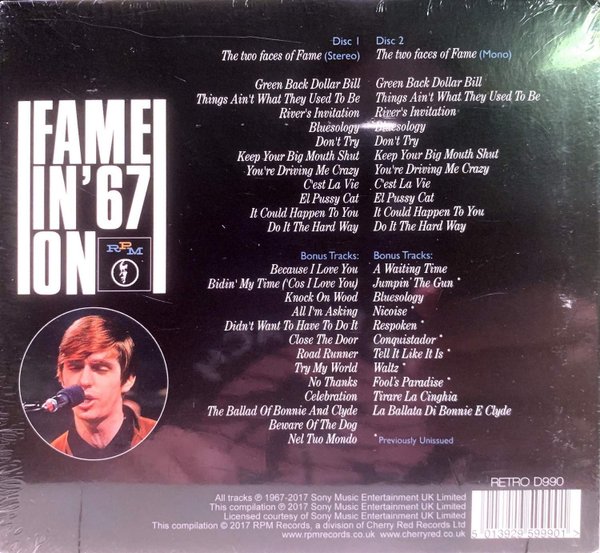 FAME
IN '67
ON
RPM
Disc 1
The two faces of Fame (Stereo)
Green Back Dollar Bill
Things Ain't What They Used To Be
River's Invitation
Bluesology
Don't Try
Keep Your Big Mouth Shut
You're Driving Me Crazy
C'est La Vie
El Pussy Cat
It Could Happen To You
Do It The Hard Way
Bonus Tracks:
Because I Love You
Bidin' My Time ('Cos I Love You)
Knock On Wood
All I'm Asking
Didn't Want To Have To Do It
Close The Door
Road Runner
Try My World
No Thanks
Celebration
The Ballad Of Bonnie And Clyde
Beware Of The Dog
Nel Two Mondo
Disc 2
The two faces of Fame (Mono)
Green Back Dollar Bill
Things Ain't What They Used To Be
River's Invitation
Bluesology
Don't Try
Keep Your Big Mouth Shut
You're Driving Me Crazy
C'est La Vie
El Pussy Cat
It Could Happen To You
Do It The Hard Way
Bonus Tracks:
A Waiting Time
Jumpin' The Gun *
Bluesology
Nicoise *
Respoken *
Conquistador *
Tell It Like It Is *
Waltz *
Fool's Paradise *
Tirare La Cinghia
La Ballata Di Bonnie E Clyde
* Previously Unissued
RETRO D990
All tracks ℗ 1967-2017 Sony Music Entertainment UK Limited
This compilation ℗ 2017 Sony Music Entertainment UK Limited
Licensed courtesy of Sony Music Entertainment UK Limited
This compilation © 2017 RPM Records, a division of Cherry Red Records Ltd
www.rpmrecords.co.uk www.cherryred.co.uk
5 013929 599901 >